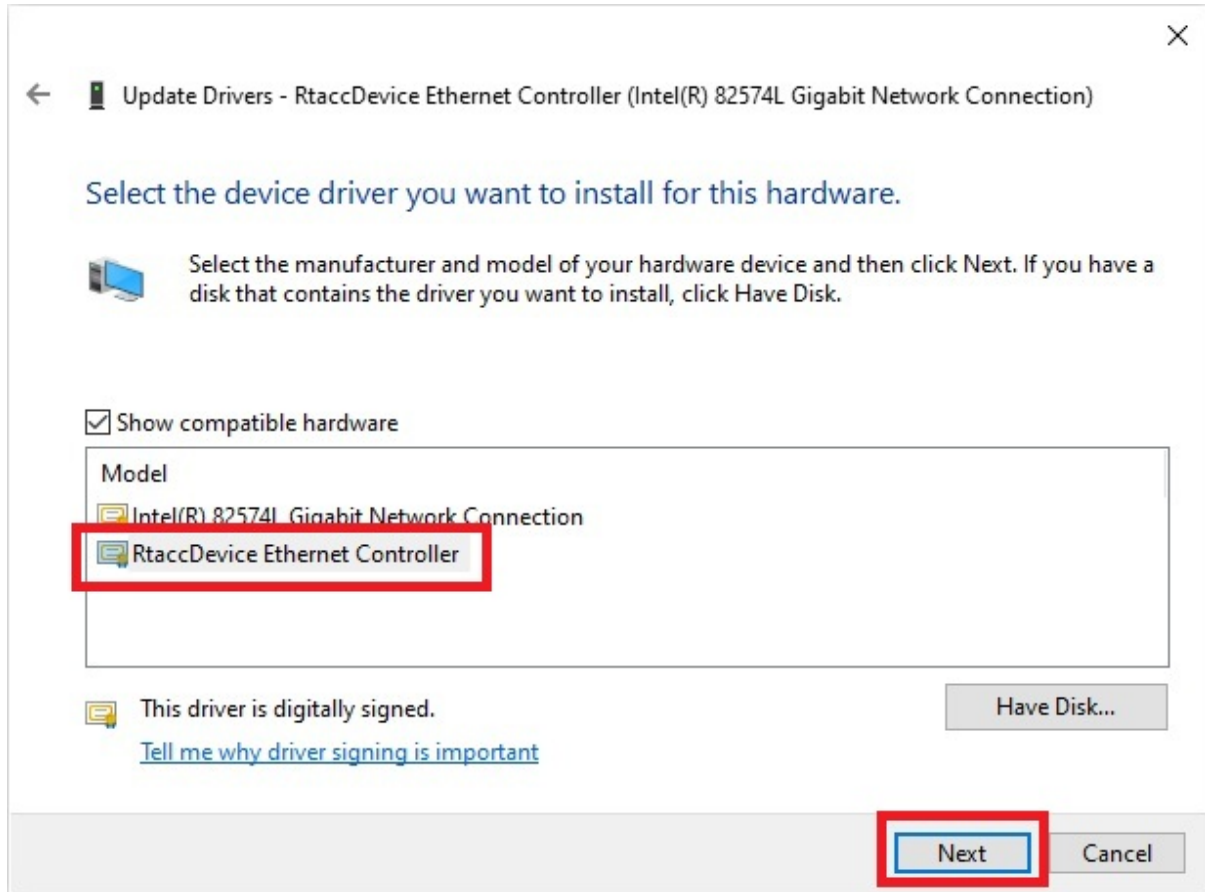 Update Drivers - RtaccDevice Ethernet Controller (Intel(R) 82574L Gigabit Network Connection)
Select the device driver you want to install for this hardware.
Select the manufacturer and model of your hardware device and then click Next. If you have a
disk that contains the driver you want to install, click Have Disk.
Show compatible hardware
Model
Intel(R) 82574L Gigabit Network Connection
RtaccDevice Ethernet Controller
This driver is digitally signed.
Have Disk...
Tell me why driver signing is important
Next
Cancel